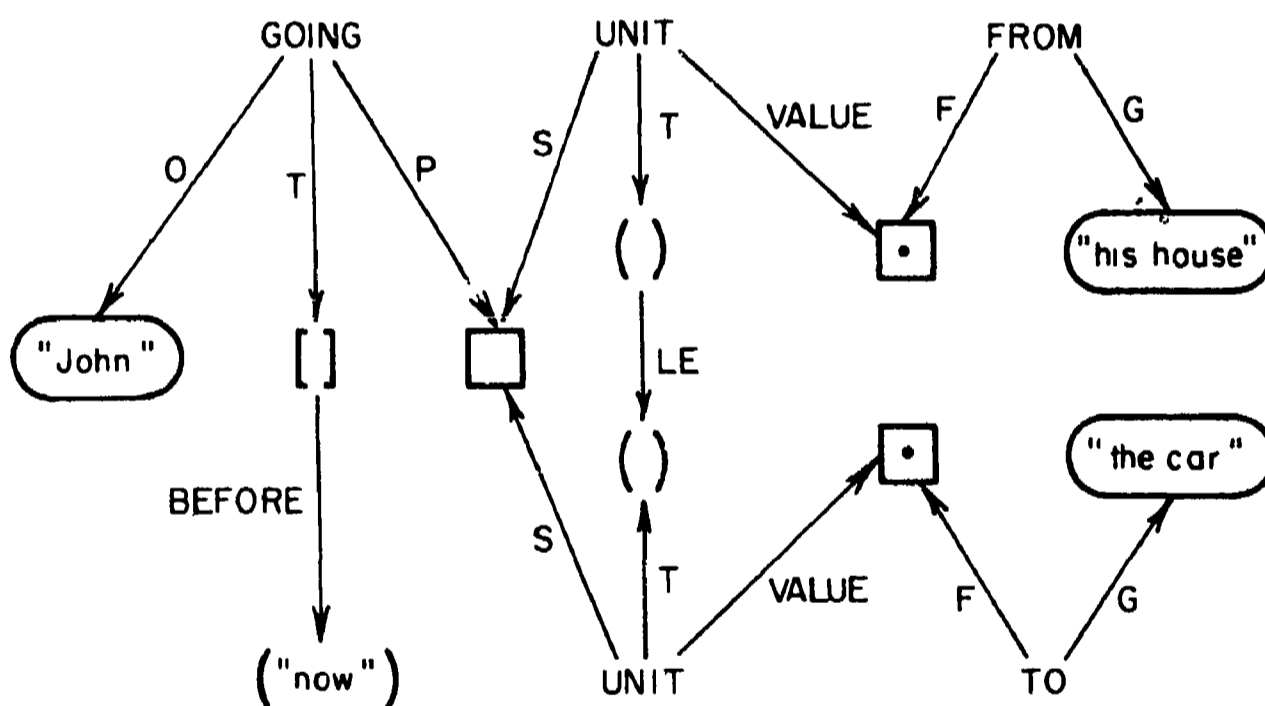 GOING UNIT FROM
O T P S T VALUE F G
( )
"his house"
"John" [ ] LE
( )
"the car"
BEFORE S T VALUE F G
("now") UNIT TO